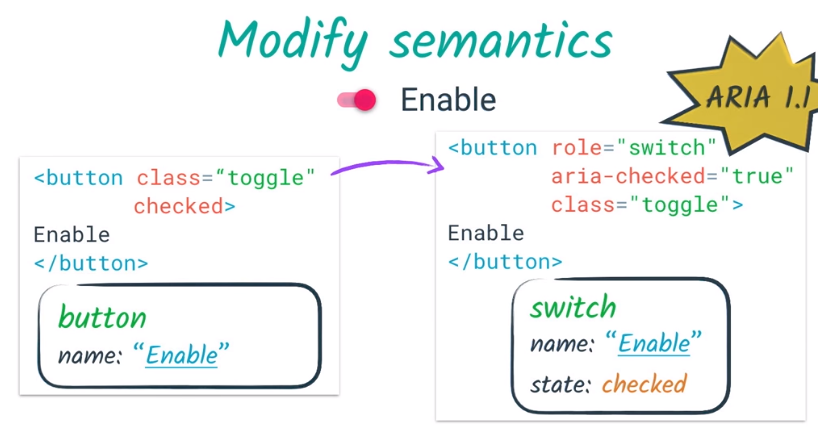 Modify semantics
Enable
ARIA 1.1
<button class=“toggle"
checked>
Enable
</button>
button
name: “Enable”
<button role="switch"
aria-checked="true"
class="toggle">
Enable
</button>
switch
name: “Enable”
state: checked